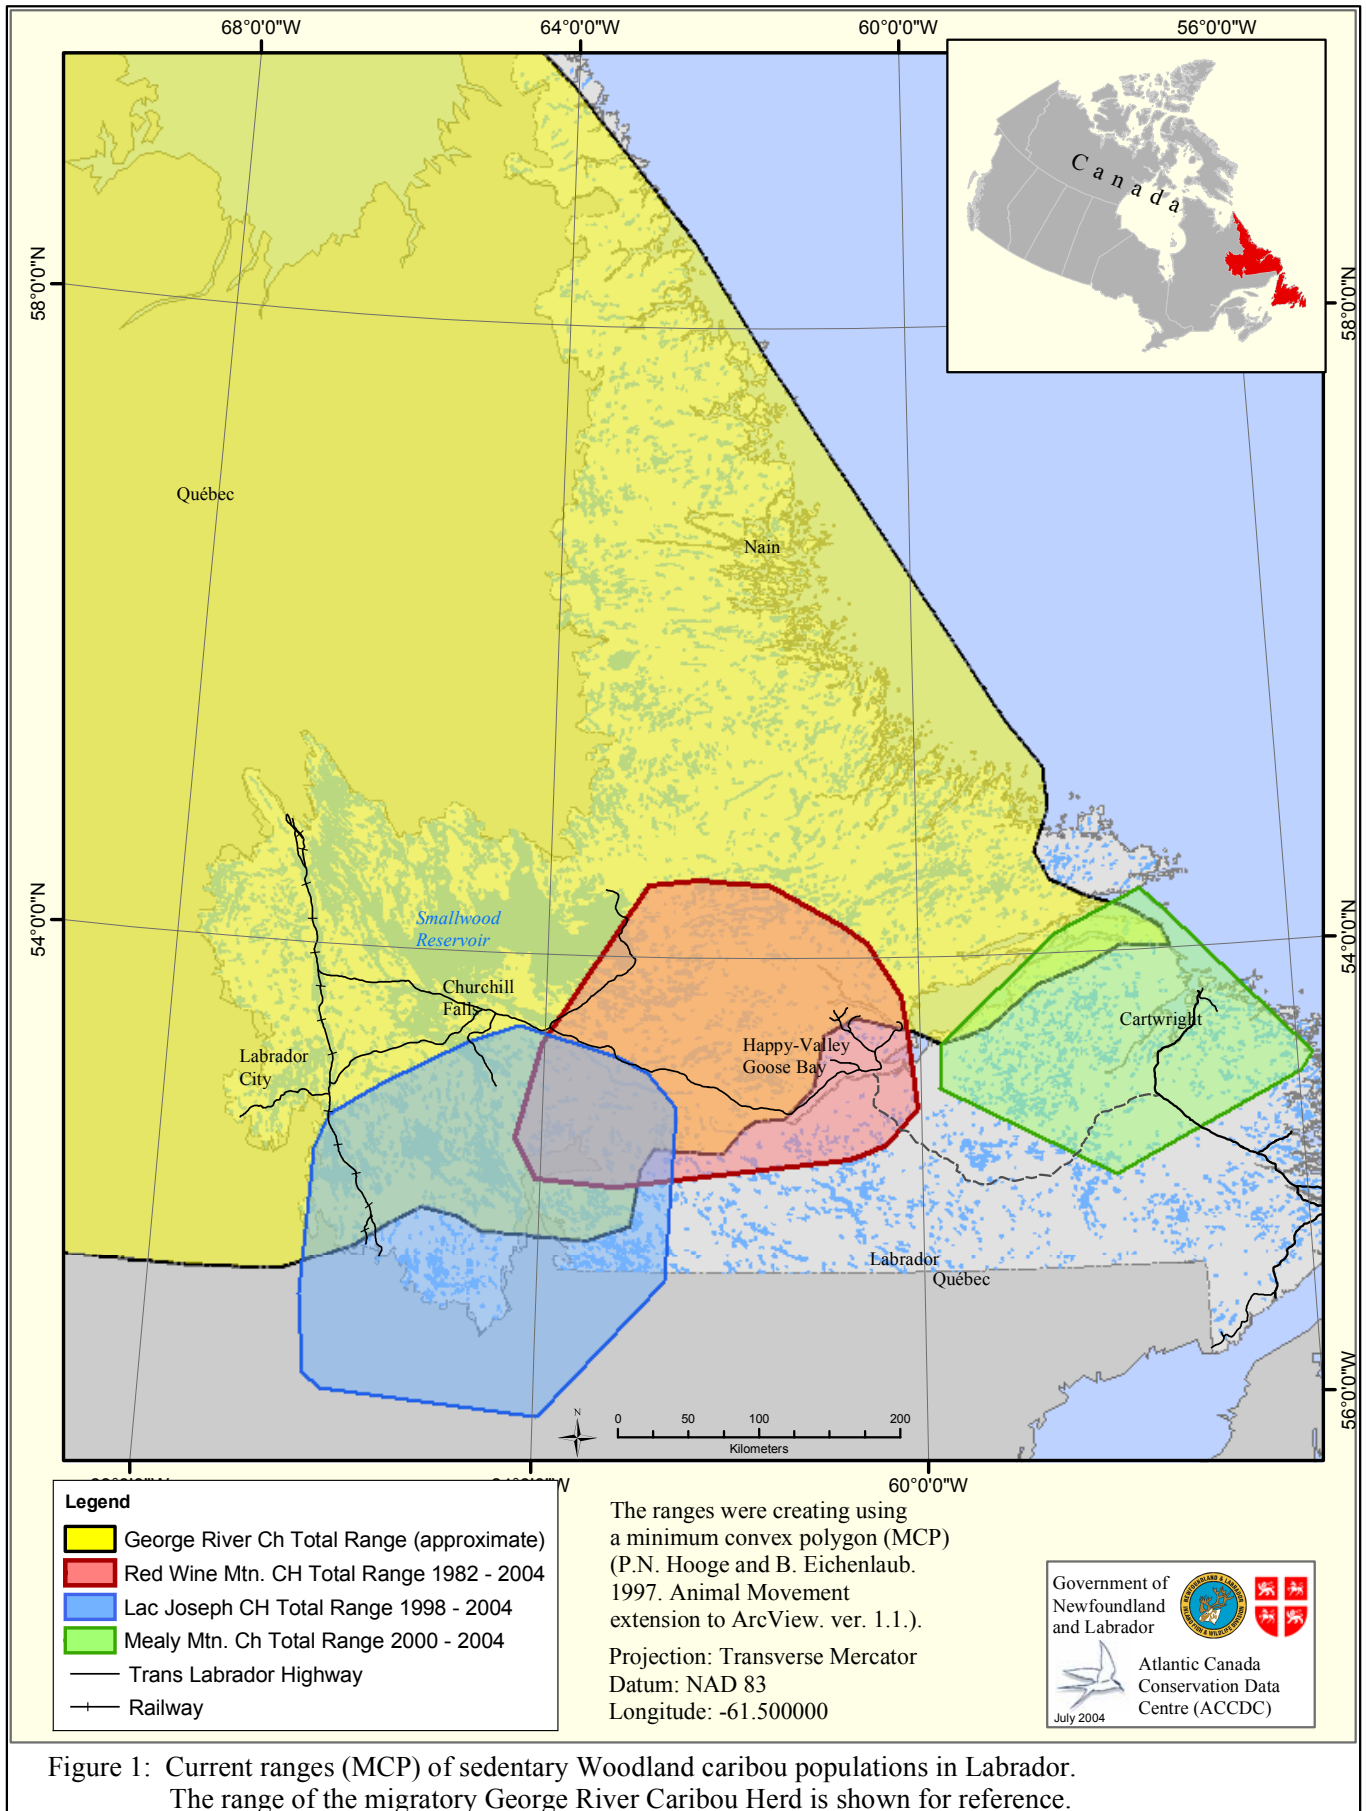 68°0'0"W
64°0'0"W
60°0'0"W
56°0'0"W
Canada
58°0'0"N
58°0'0"N
Québec
Nain
54°0'0"N
54°0'0"N
Smallwood
Reservoir
Churchill
Falls
Cartwright
Happy-Valley
Goose Bay
Labrador
City
Labrador
Québec
56°0'0"W
N
0 50 100 200
Kilometers
60°0'0"W
Legend
George River Ch Total Range (approximate)
Red Wine Mtn. CH Total Range 1982 - 2004
Lac Joseph CH Total Range 1998 - 2004
Mealy Mtn. Ch Total Range 2000 - 2004
Trans Labrador Highway
Railway
The ranges were creating using
a minimum convex polygon (MCP)
(P.N. Hooge and B. Eichenlaub.
1997. Animal Movement
extension to ArcView. ver. 1.1.).
Projection: Transverse Mercator
Datum: NAD 83
Longitude: -61.500000
Government of
Newfoundland
and Labrador
NEWFOUNDLAND & LABRADOR
INLAND FISH & WILDLIFE DIVISION
Atlantic Canada
Conservation Data
Centre (ACCDC)
July 2004
Figure 1: Current ranges (MCP) of sedentary Woodland caribou populations in Labrador.
The range of the migratory George River Caribou Herd is shown for reference.